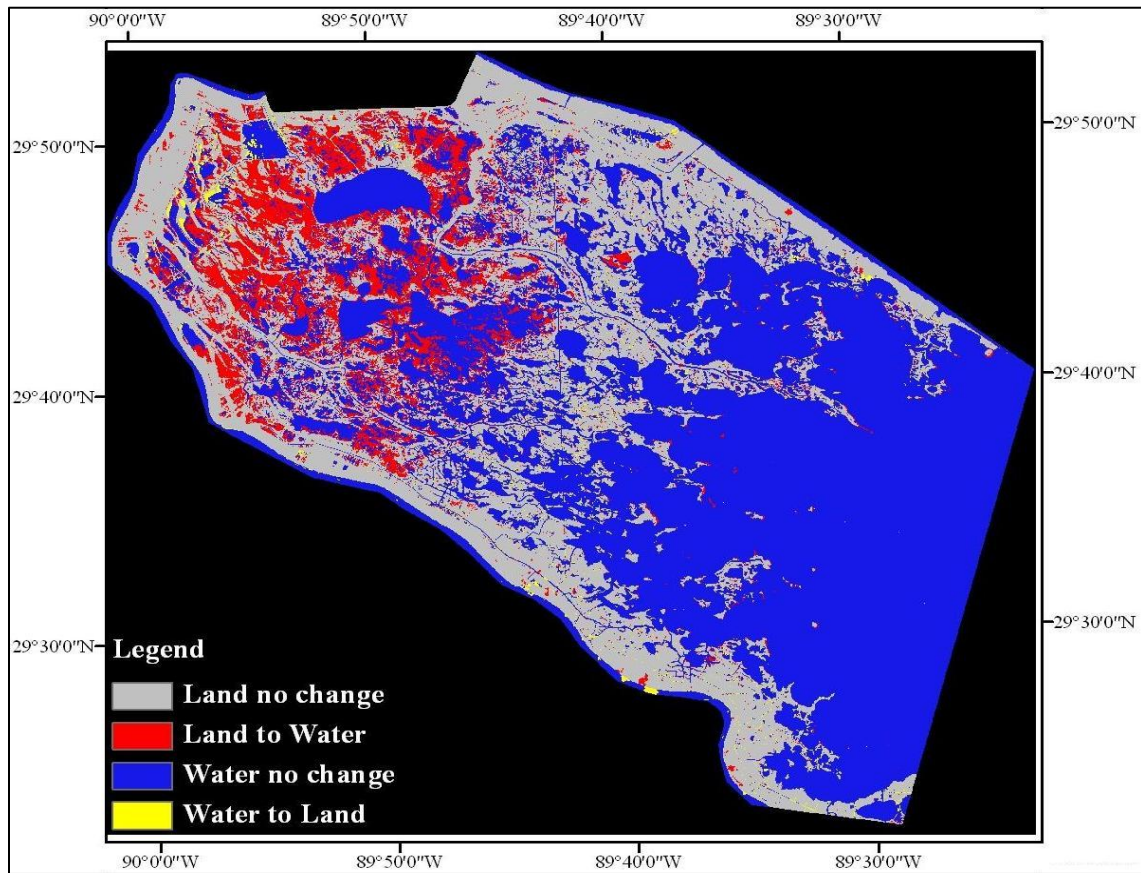 90°0'0"W 89°50'0"W 89°40'0"W 89°30'0"W
29°50'0"N 29°50'0"N
29°40'0"N 29°40'0"N
29°30'0"N 29°30'0"N
Legend
Land no change
Land to Water
Water no change
Water to Land
90°0'0"W 89°50'0"W 89°40'0"W 89°30'0"W